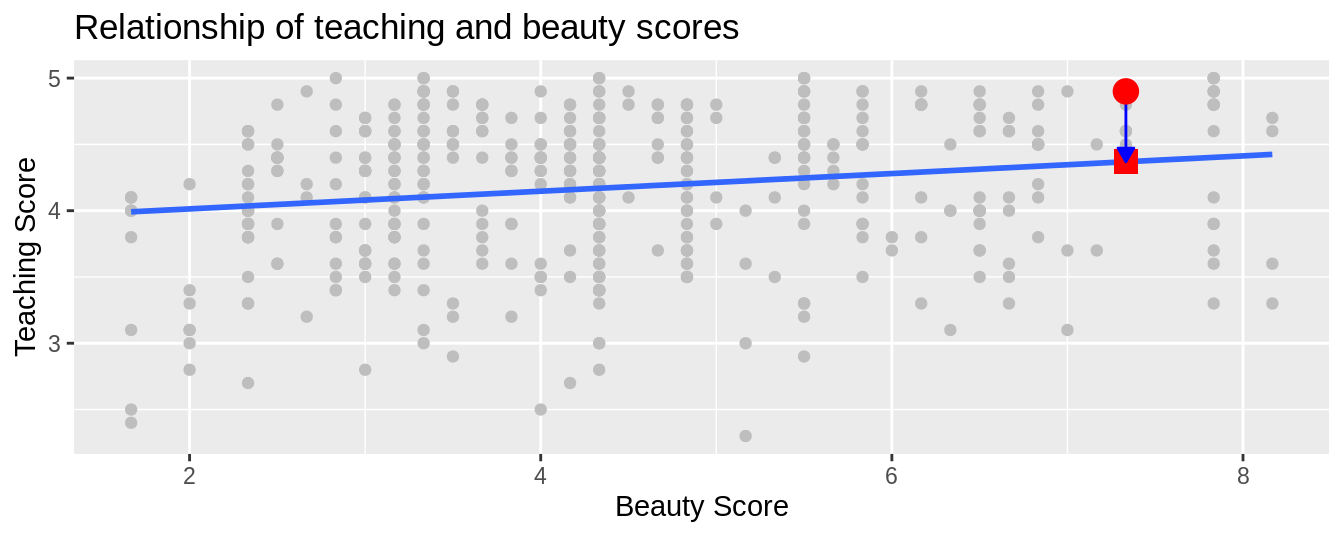 Relationship of teaching and beauty scores
5
4
3
Teaching Score
2 4 6 8
Beauty Score